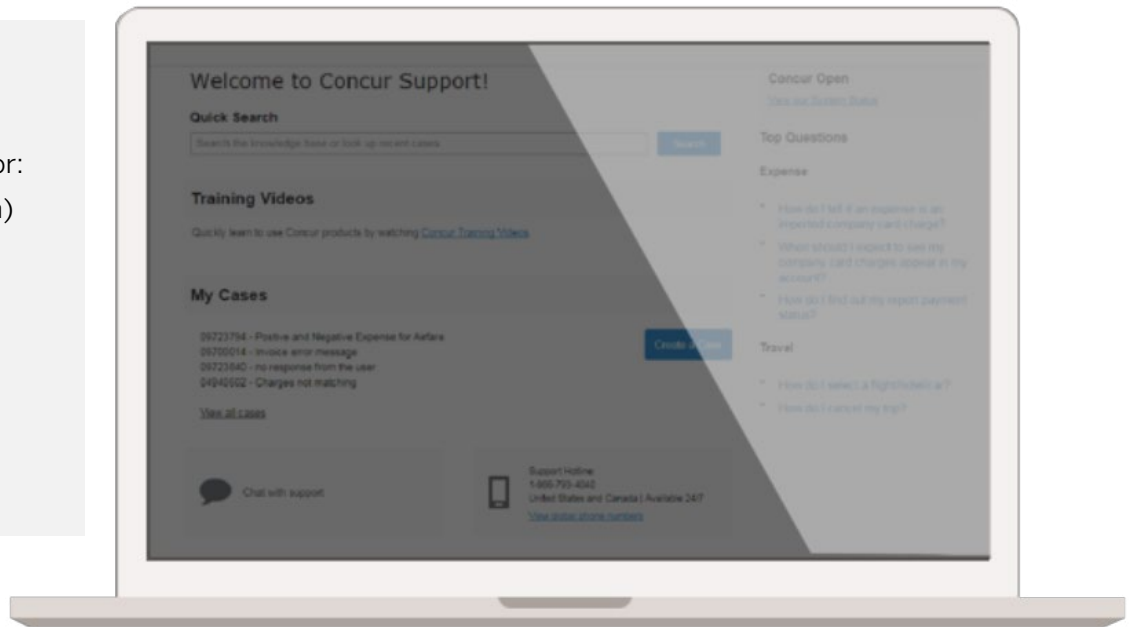 or:
)
Welcome to Concur Support!
Quick Search
Search the knowledge base or look up recent cases
Search
Training Videos
Quickly learn to use Concur products by watching Concur Training Videos
My Cases
09723794 - Positive and Negative Expense for Airfare
09700014 - Invoice error message
09723640 - no response from the user
04940602 - Charges not matching
Create a Case
View all cases
Chat with support
Support Hotline
1-866-793-4040
United States and Canada | Available 24/7
View global phone numbers
Concur Open
View our System Status
Top Questions
Expense
How do I tell if an expense is an
imported company card charge?
When should I expect to see my
company card charges appear in my
account?
How do I find out my report payment
status?
Travel
How do I select a flight/hotel/car?
How do I cancel my trip?